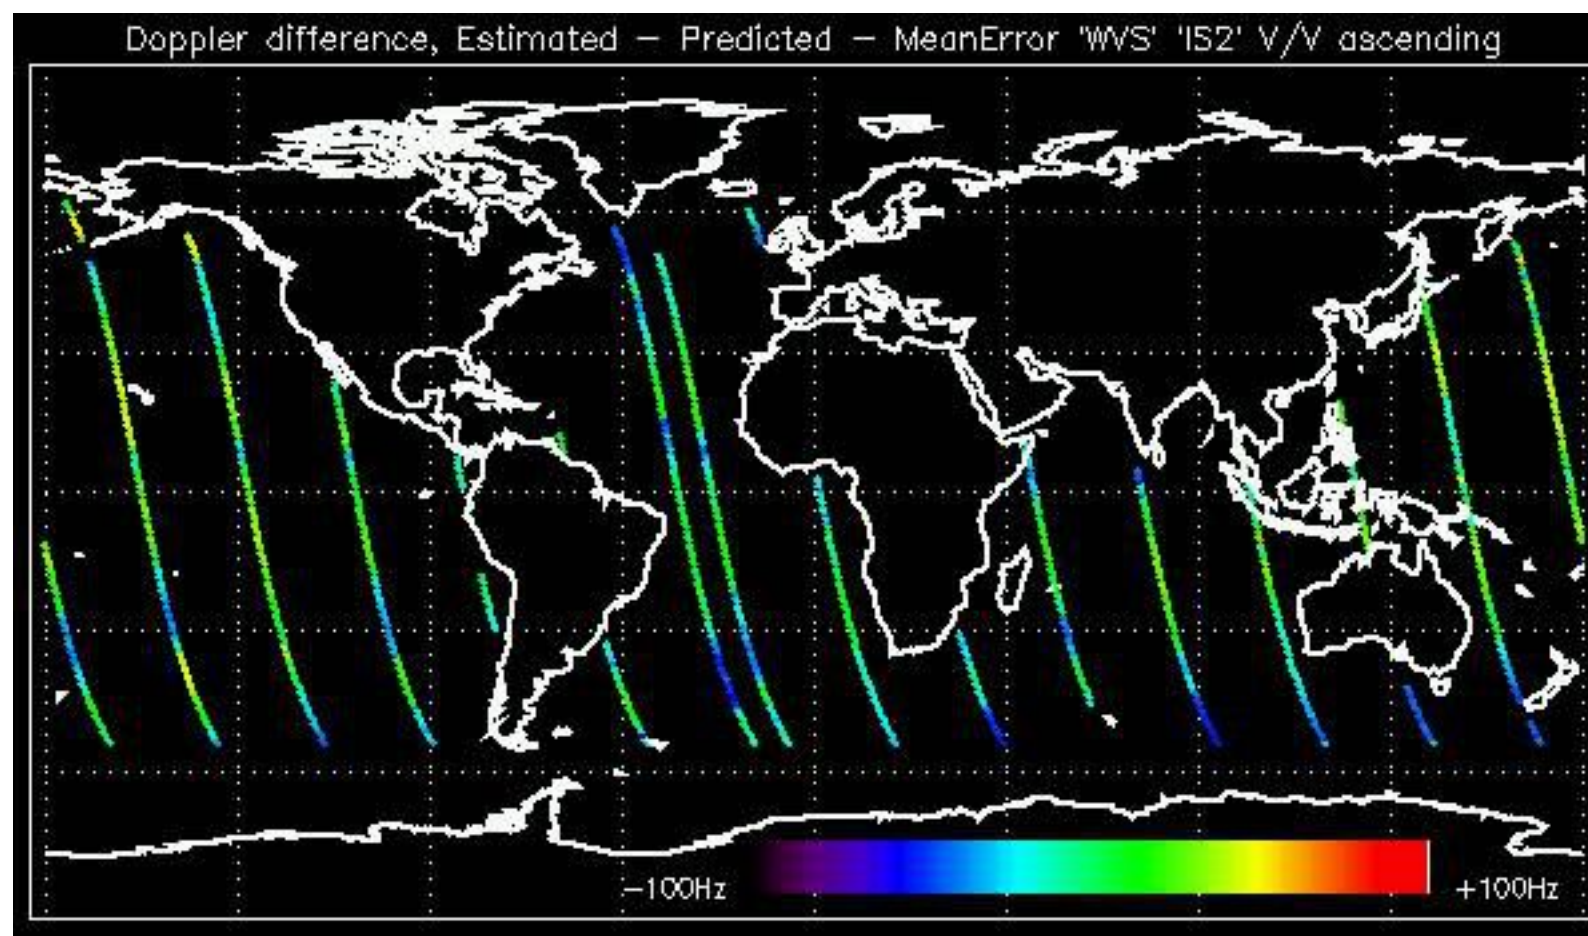 Doppler difference, Estimated – Predicted – MeanError 'WVS' 'IS2' V/V ascending
–100Hz
+100Hz